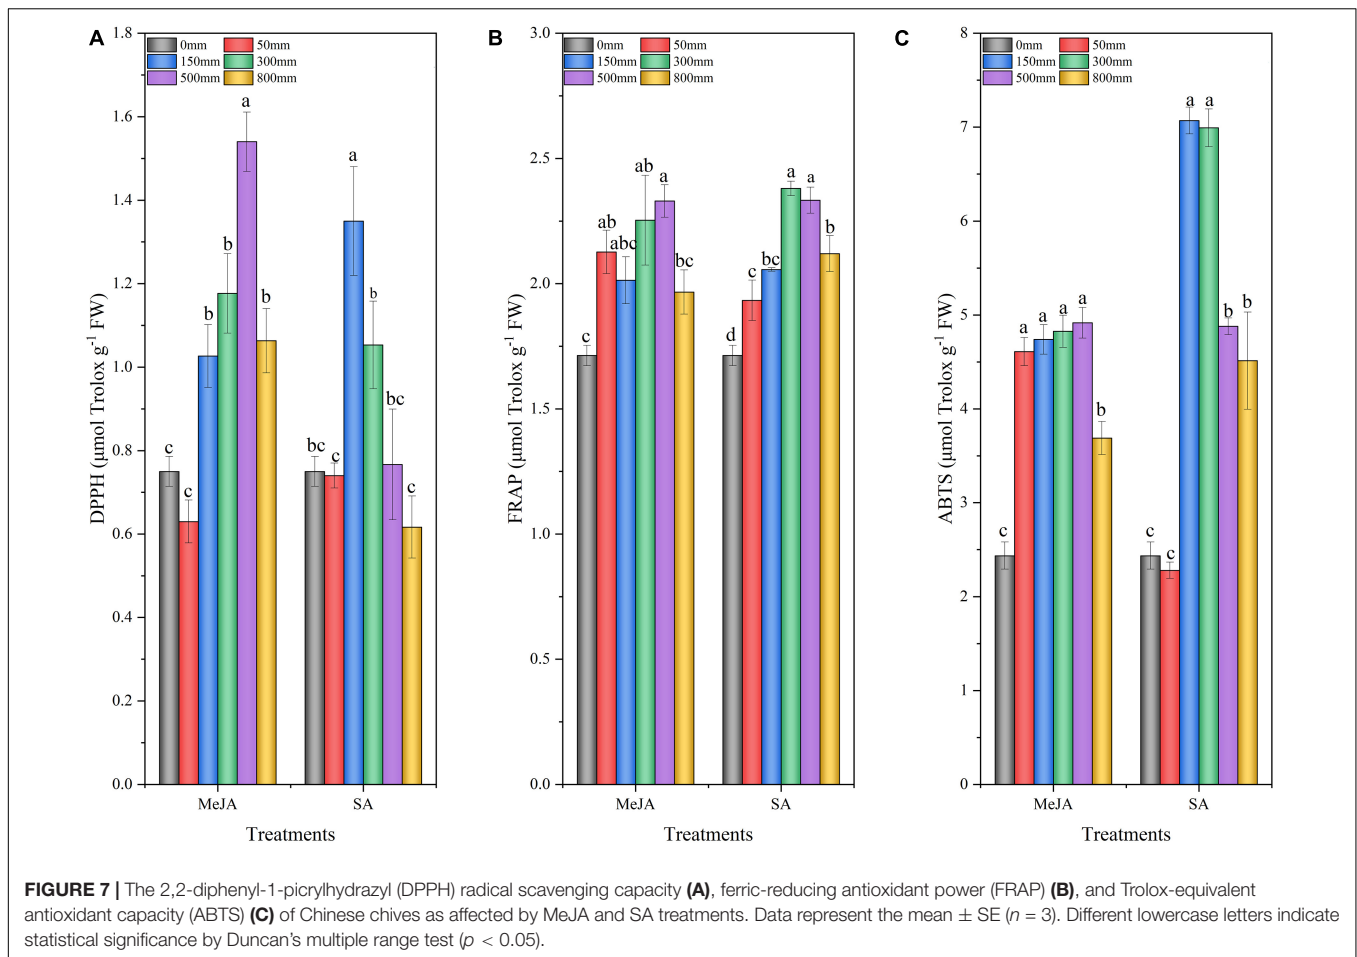 A
0mm 50mm
150mm 300mm
500mm 800mm
DPPH (μmol Trolox g-1 FW)
1.8
1.6
1.4
1.2
1.0
0.8
0.6
0.4
0.2
0.0
c c b b a b
bc c a b bc c
MeJA SA
Treatments
B
0mm 50mm
150mm 300mm
500mm 800mm
FRAP (μmol Trolox g-1 FW)
3.0
2.5
2.0
1.5
1.0
0.5
0.0
c ab abc ab a bc
d c bc a a b
MeJA SA
Treatments
C
0mm 50mm
150mm 300mm
500mm 800mm
ABTS (μmol Trolox g-1 FW)
8
7
6
5
4
3
2
1
0
c a a a a b
c c a a b b
MeJA SA
Treatments
FIGURE 7 | The 2,2-diphenyl-1-picrylhydrazyl (DPPH) radical scavenging capacity (A), ferric-reducing antioxidant power (FRAP) (B), and Trolox-equivalent
antioxidant capacity (ABTS) (C) of Chinese chives as affected by MeJA and SA treatments. Data represent the mean ± SE (n = 3). Different lowercase letters indicate
statistical significance by Duncan's multiple range test (p < 0.05).